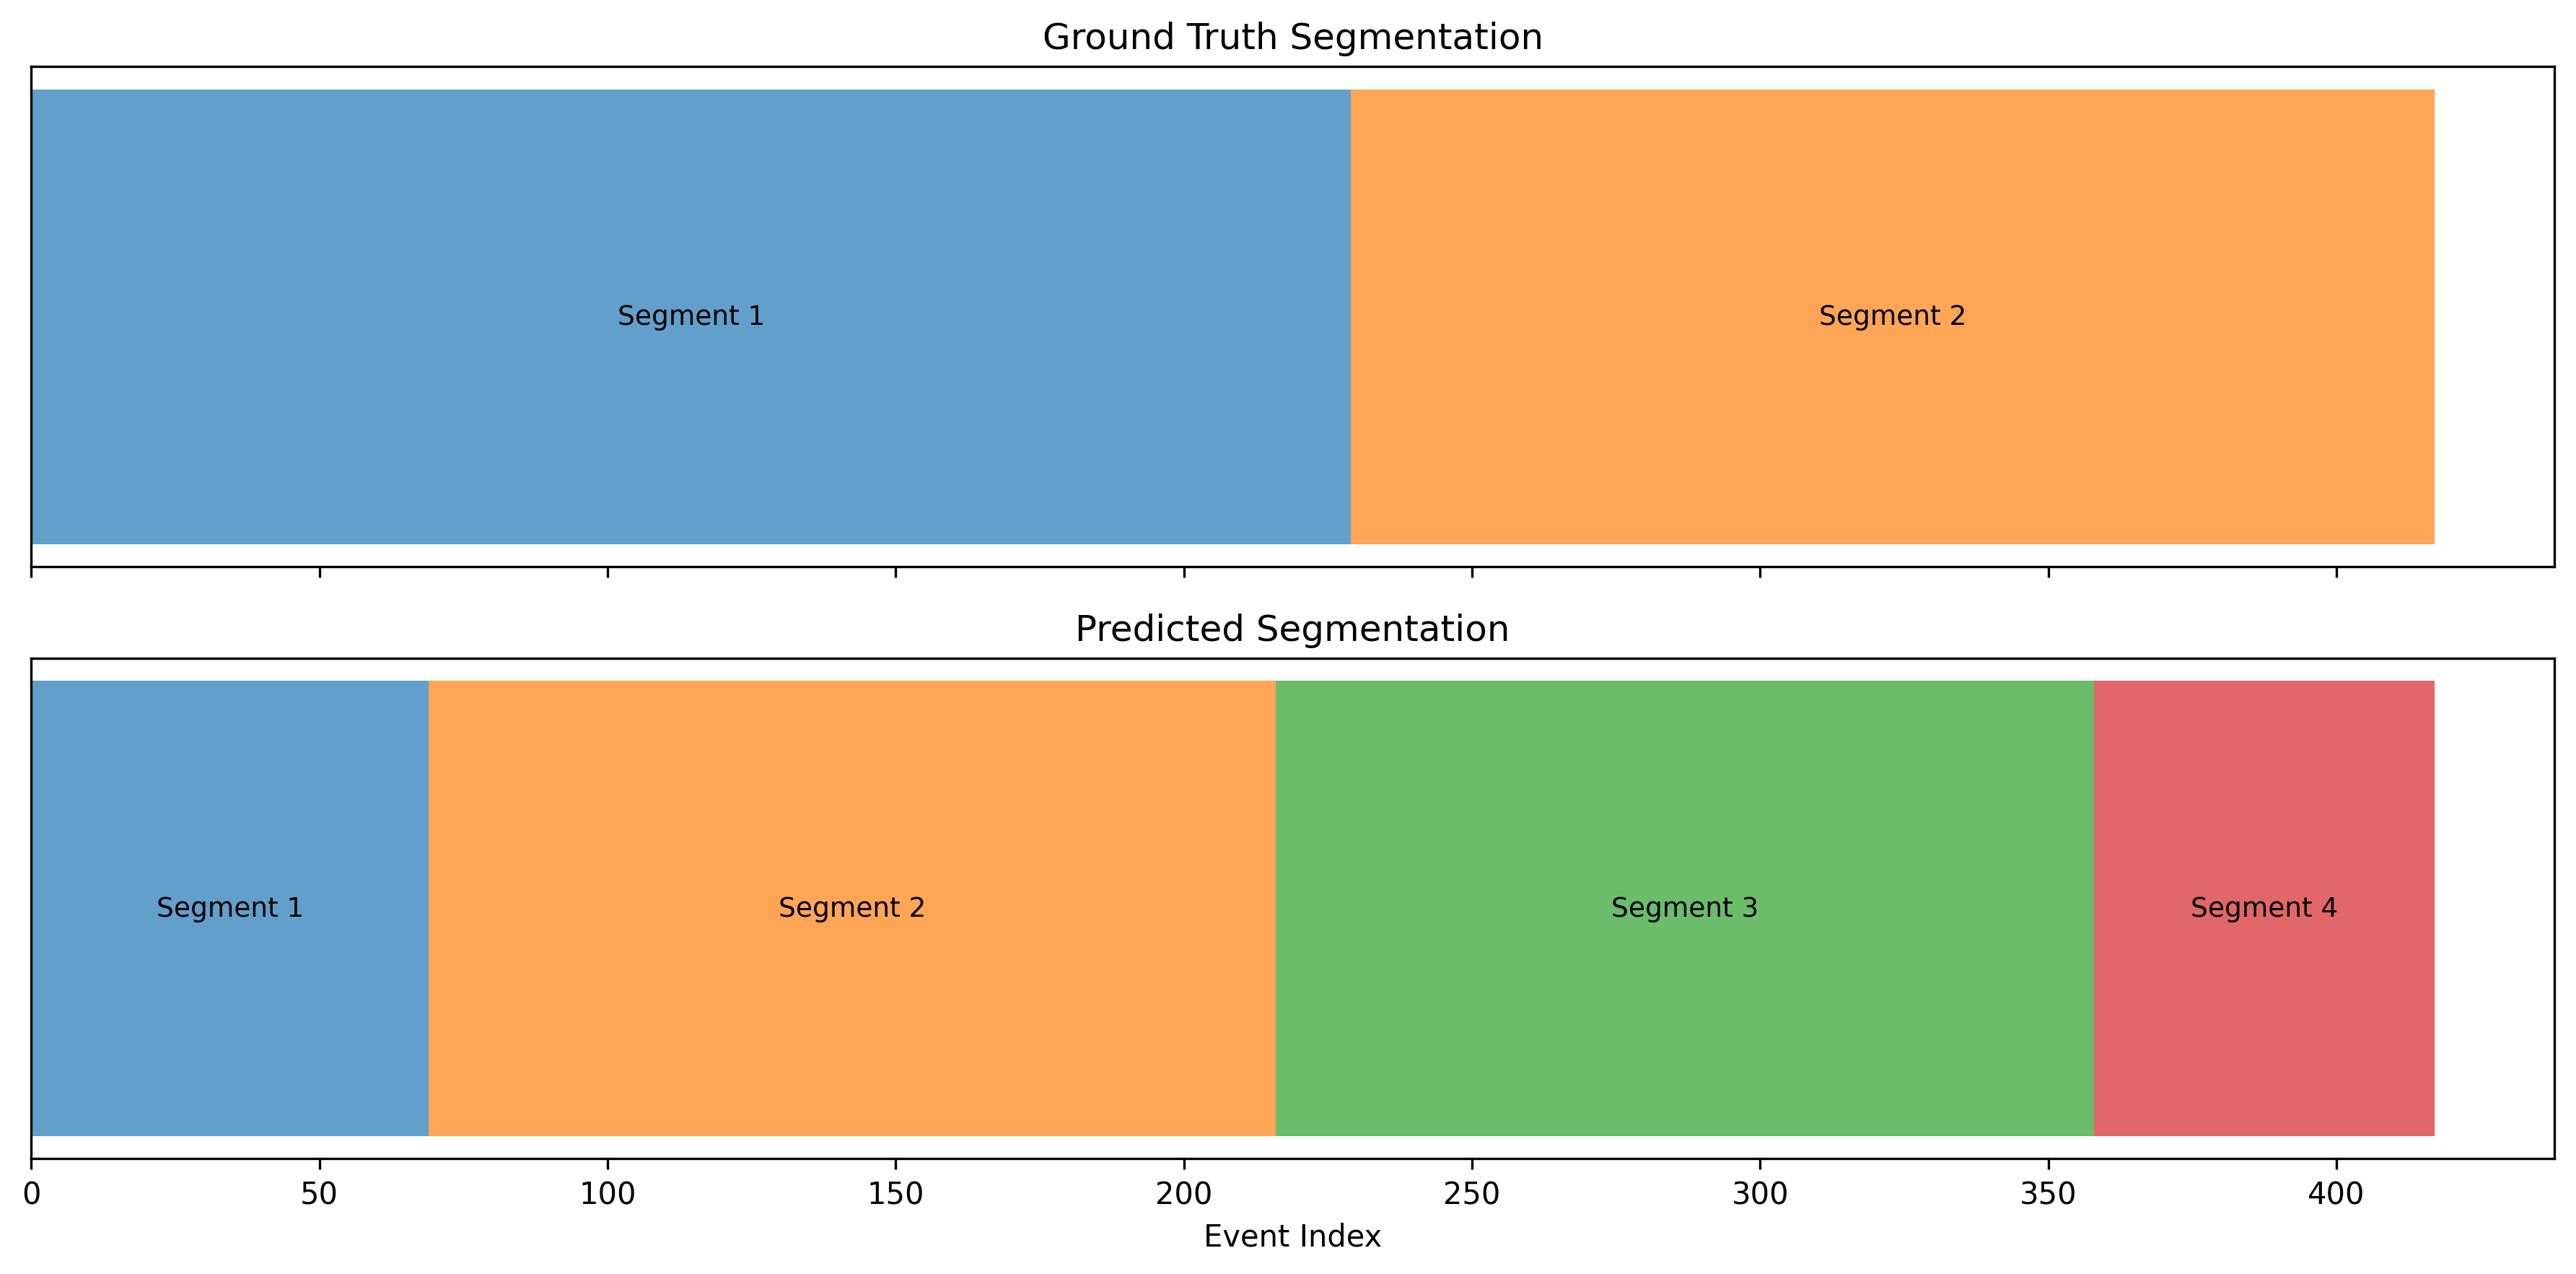 Ground Truth Segmentation
Segment 1
Segment 2
Predicted Segmentation
Segment 1
Segment 2
Segment 3
Segment 4
0
50
100
150
200
250
300
350
400
Event Index